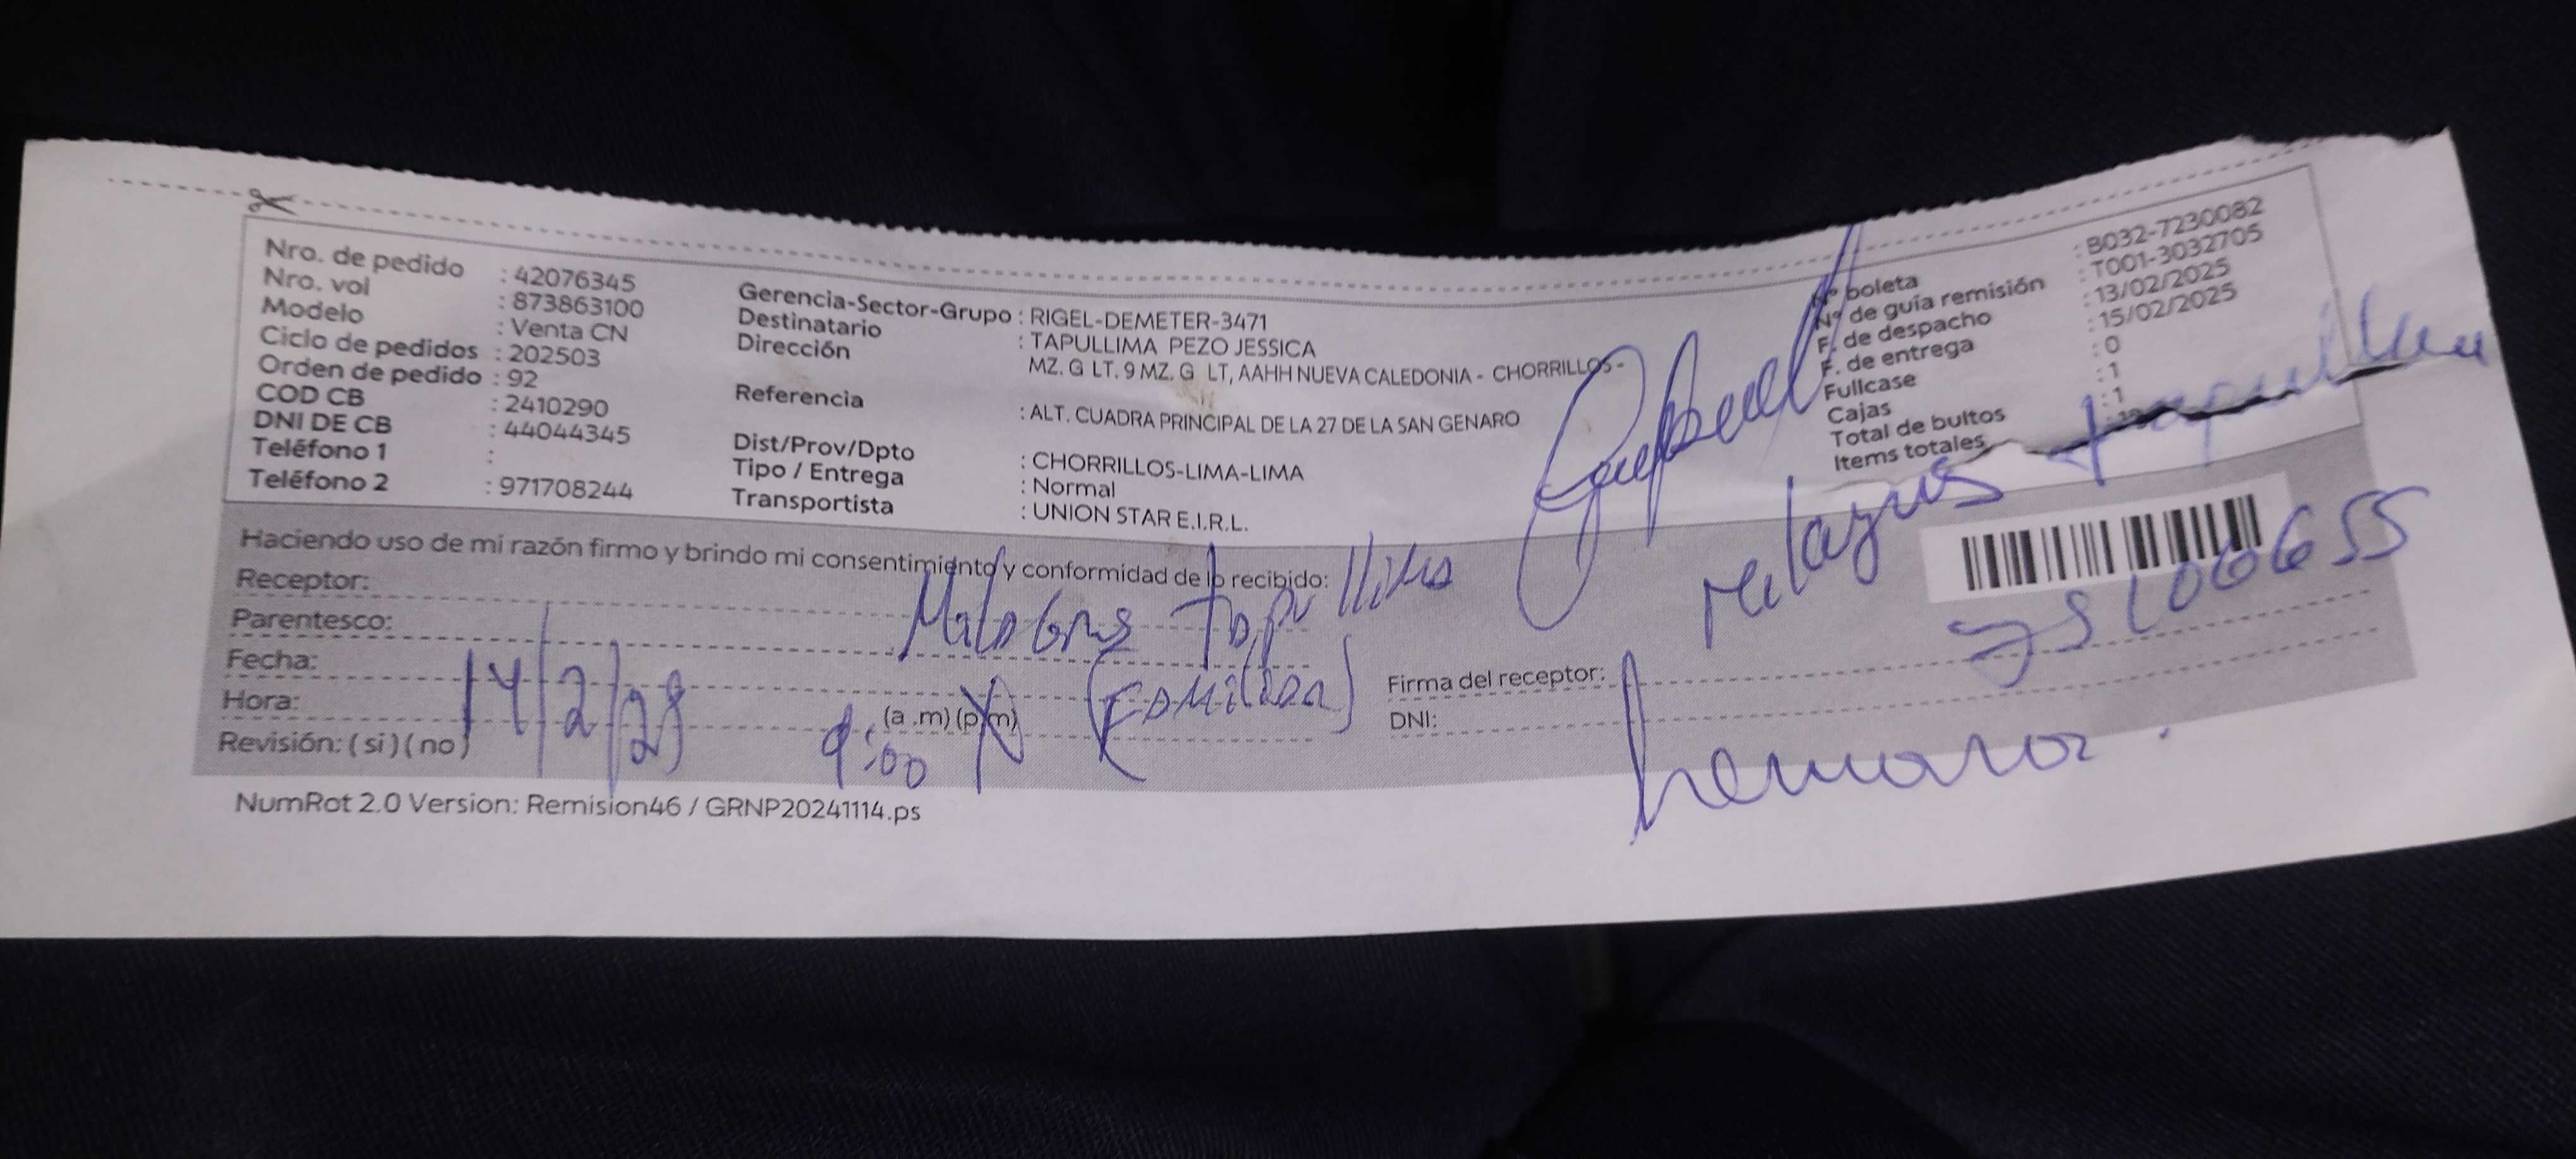 Nro. de pedido : 42076345
Nro. vol : 873863100
Modelo : Venta CN
Ciclo de pedidos : 202503
Orden de pedido : 92
COD CB : 2410290
DNI DE CB : 44044345
Teléfono 1 :
Teléfono 2 : 971708244
Gerencia-Sector-Grupo : RIGEL-DEMETER-3471
Destinatario : TAPULLIMA PEZO JESSICA
Dirección : MZ. G LT. 9 MZ. G LT, AAHH NUEVA CALEDONIA - CHORRILLOS -
Referencia : ALT. CUADRA PRINCIPAL DE LA 27 DE LA SAN GENARO
Dist/Prov/Dpto : CHORRILLOS-LIMA-LIMA
Tipo / Entrega : Normal
Transportista : UNION STAR E.I.R.L.
Nº boleta : B032-7230082
Nº de guía remisión : T001-3032705
F. de despacho : 13/02/2025
F. de entrega : 15/02/2025
Fullcase : 0
Cajas : 1
Total de bultos : 1
Items totales
Haciendo uso de mi razón firmo y brindo mi consentimiento y conformidad de lo recibido:
Receptor: Milagros Tapullima
Parentesco: (Familiar)
Fecha: 14/2/25
Hora: 9:00 (a .m) (p.m)
Revisión: ( si ) ( no )
Milagros Tapullima
Firma del receptor:
DNI: 75106655
hermana.
NumRot 2.0 Version: Remision46 / GRNP20241114.ps